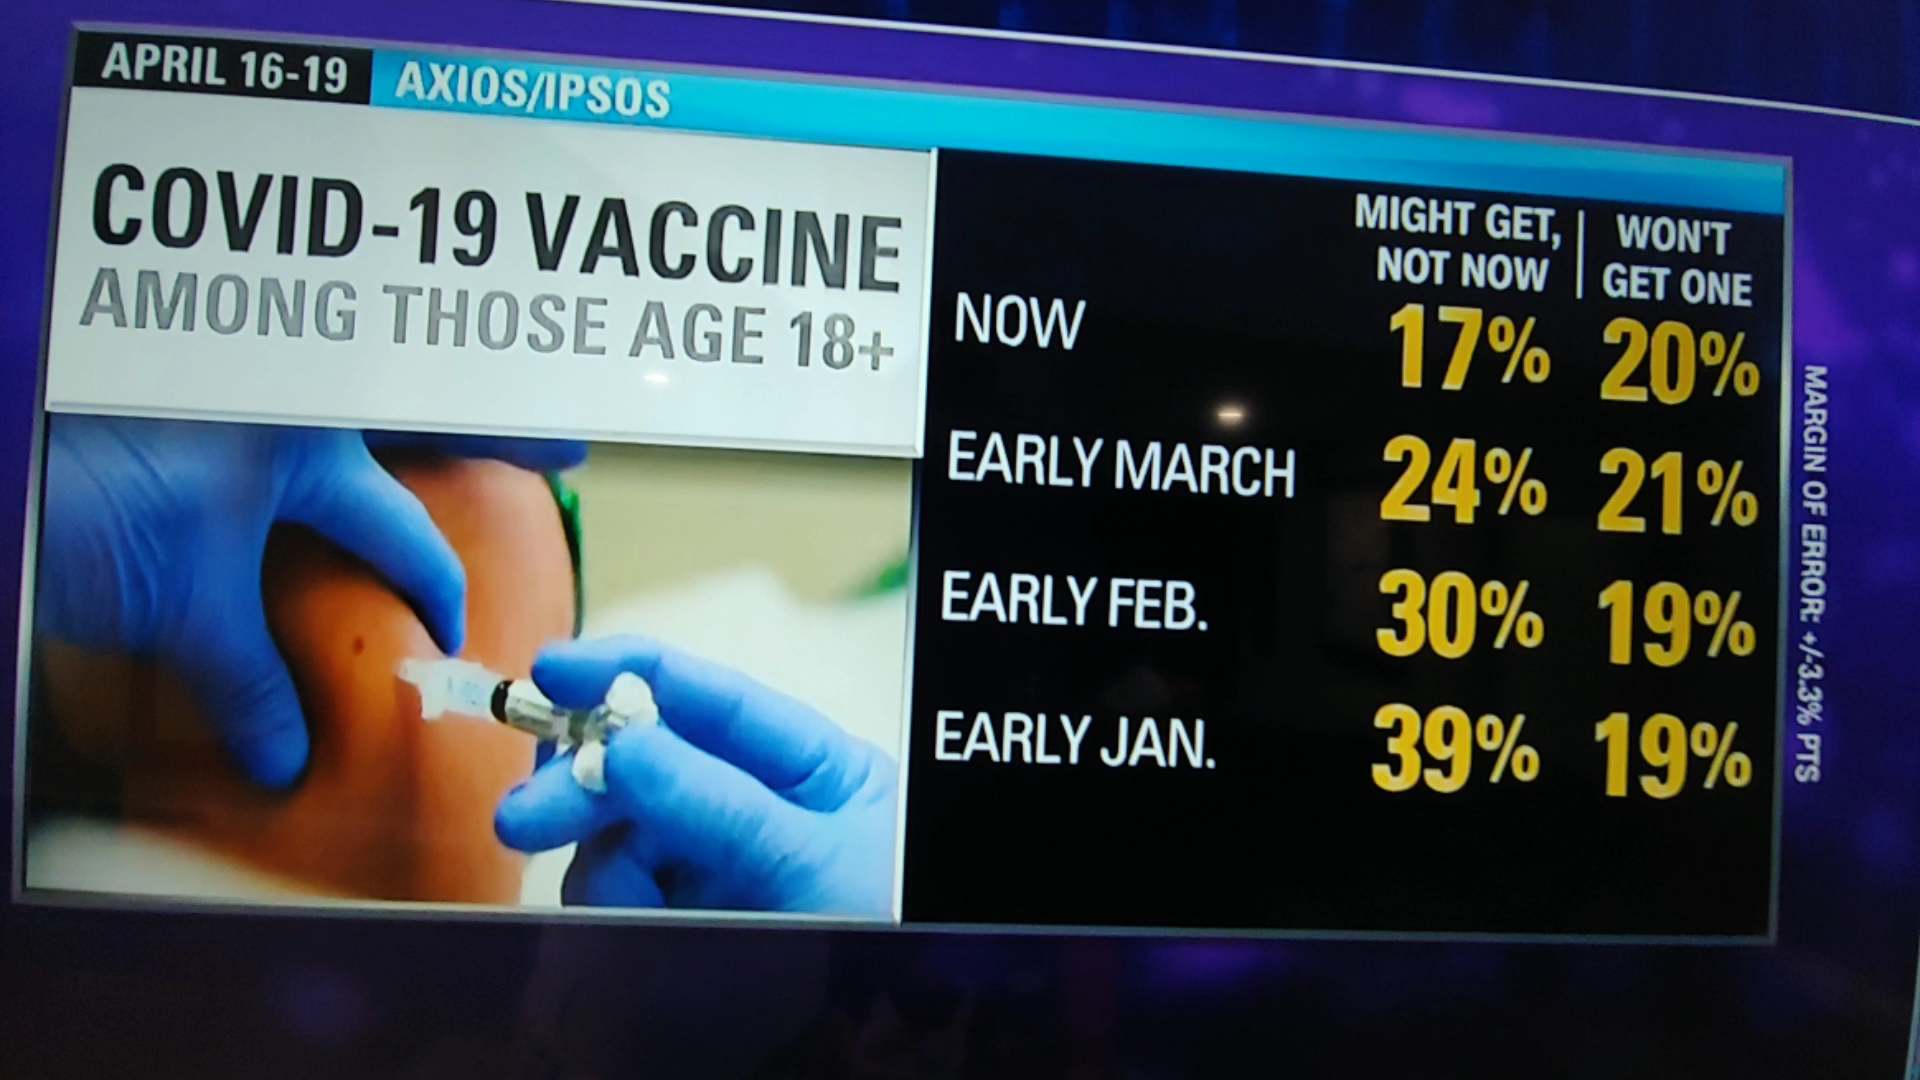 APRIL 16-19 AXIOS/IPSOS
COVID-19 VACCINE
AMONG THOSE AGE 18+
MIGHT GET, | WON'T
NOT NOW | GET ONE
NOW 17% 20%
EARLY MARCH 24% 21%
EARLY FEB. 30% 19%
EARLY JAN. 39% 19%
MARGIN OF ERROR: +/-3.3% PTS